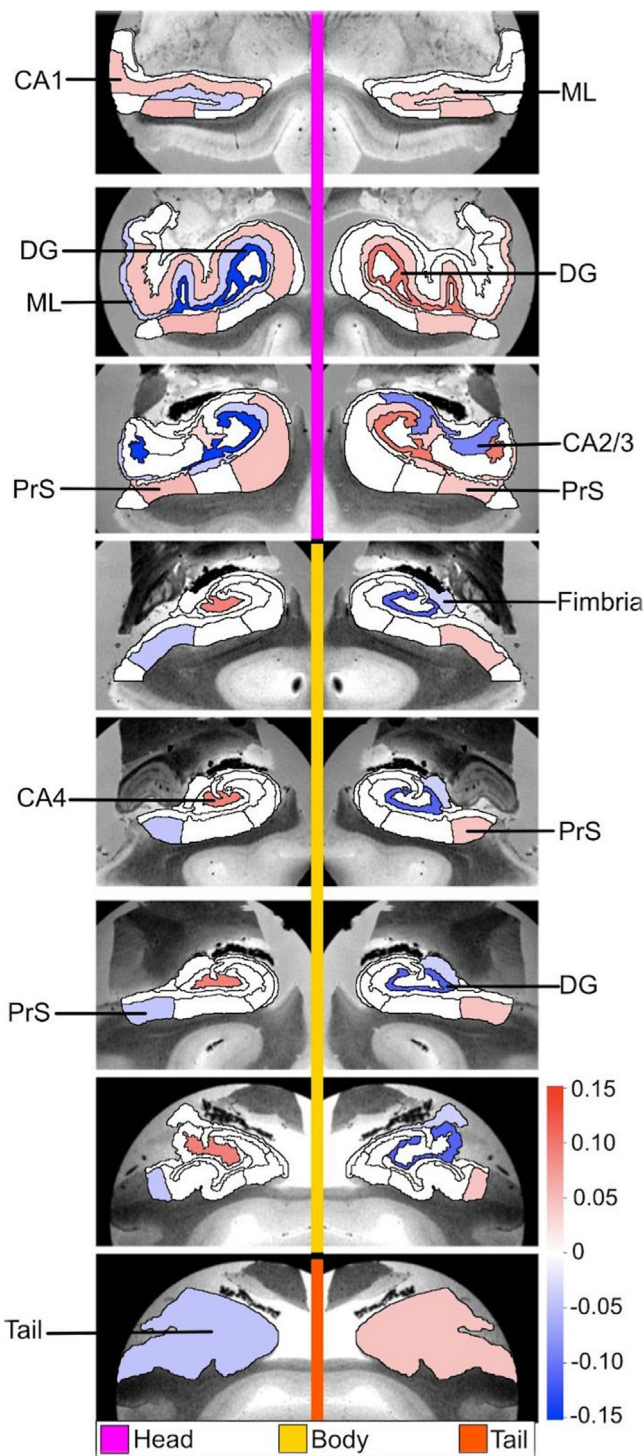 CA1
ML
DG
DG
ML
CA2/3
PrS
PrS
Fimbria
CA4
PrS
DG
PrS
0.15
0.10
0.05
0
-0.05
-0.10
-0.15
Tail
Head Body Tail